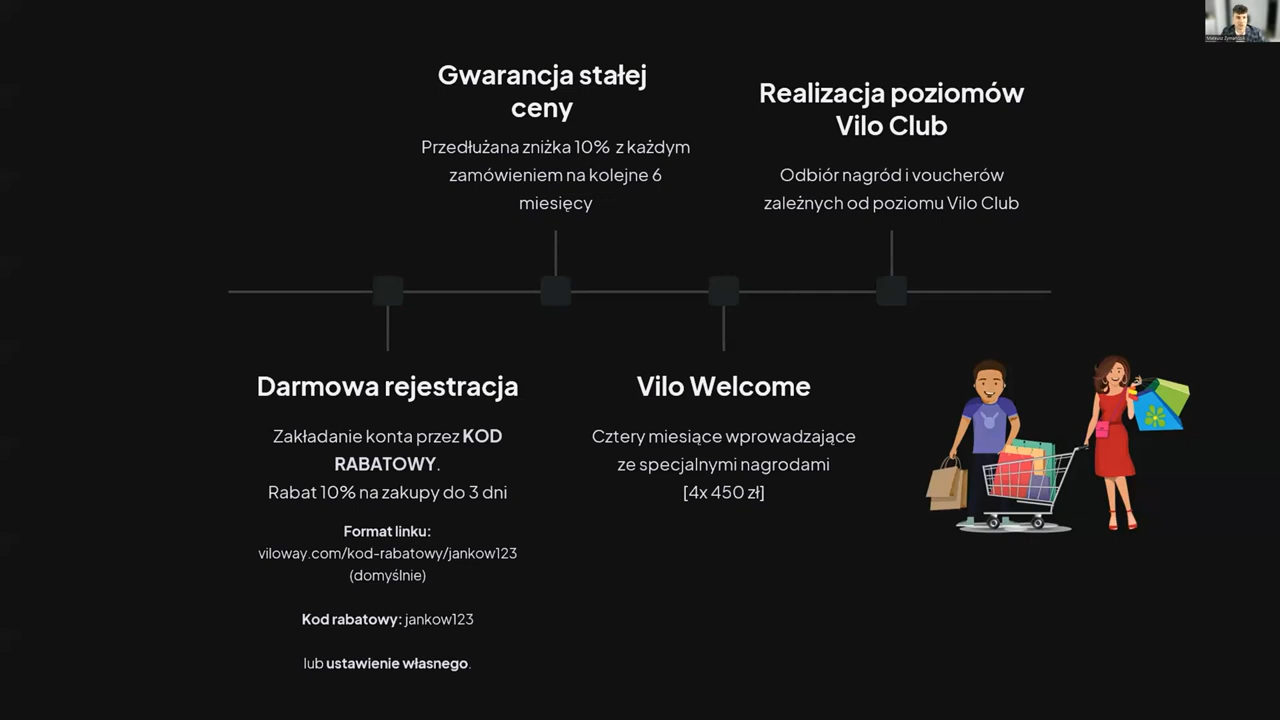 Gwarancja stałej
ceny
Przedłużana zniżka 10% z każdym
zamówieniem na kolejne 6
miesięcy
Realizacja poziomów
Vilo Club
Odbiór nagród i voucherów
zależnych od poziomu Vilo Club
Darmowa rejestracja
Zakładanie konta przez KOD
RABATOWY.
Rabat 10% na zakupy do 3 dni
Format linku:
viloway.com/kod-rabatowy/jankow123
(domyślnie)
Kod rabatowy: jankow123
lub ustawienie własnego.
Vilo Welcome
Cztery miesiące wprowadzające
ze specjalnymi nagrodami
[4x 450 zł]